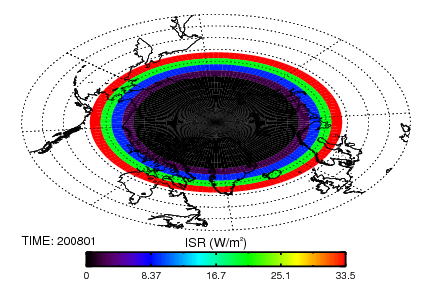 TIME: 200801
ISR (W/m²)
0 8.37 16.7 25.1 33.5